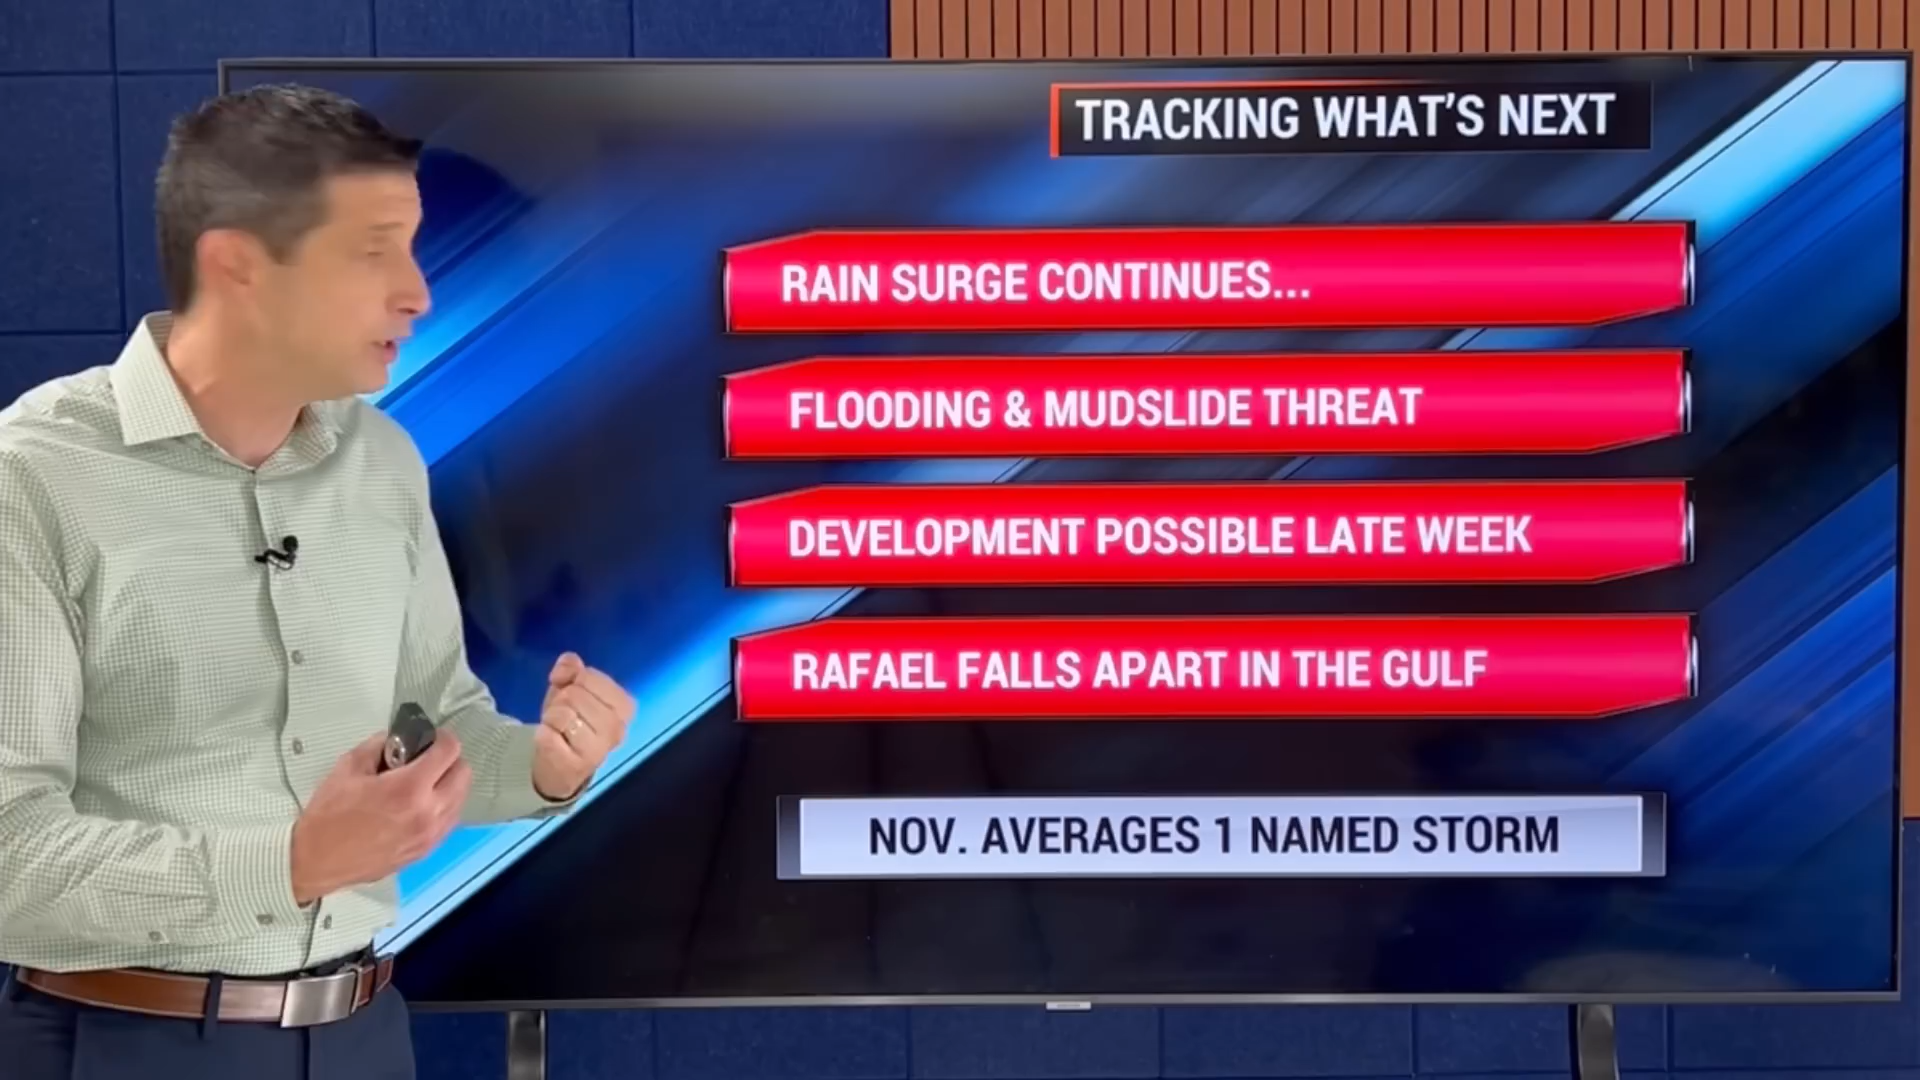 TRACKING WHAT'S NEXT
RAIN SURGE CONTINUES...
FLOODING & MUDSLIDE THREAT
DEVELOPMENT POSSIBLE LATE WEEK
RAFAEL FALLS APART IN THE GULF
NOV. AVERAGES 1 NAMED STORM